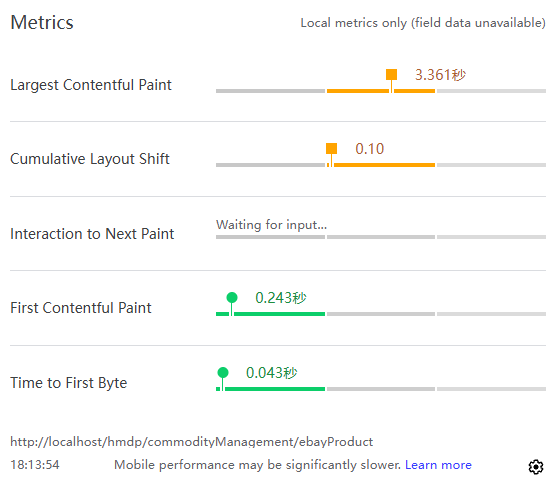 Metrics
Local metrics only (field data unavailable)
Largest Contentful Paint
3.361秒
Cumulative Layout Shift
0.10
Interaction to Next Paint
Waiting for input...
First Contentful Paint
0.243秒
Time to First Byte
0.043秒
http://localhost/hmdp/commodityManagement/ebayProduct
18:13:54
Mobile performance may be significantly slower. Learn more